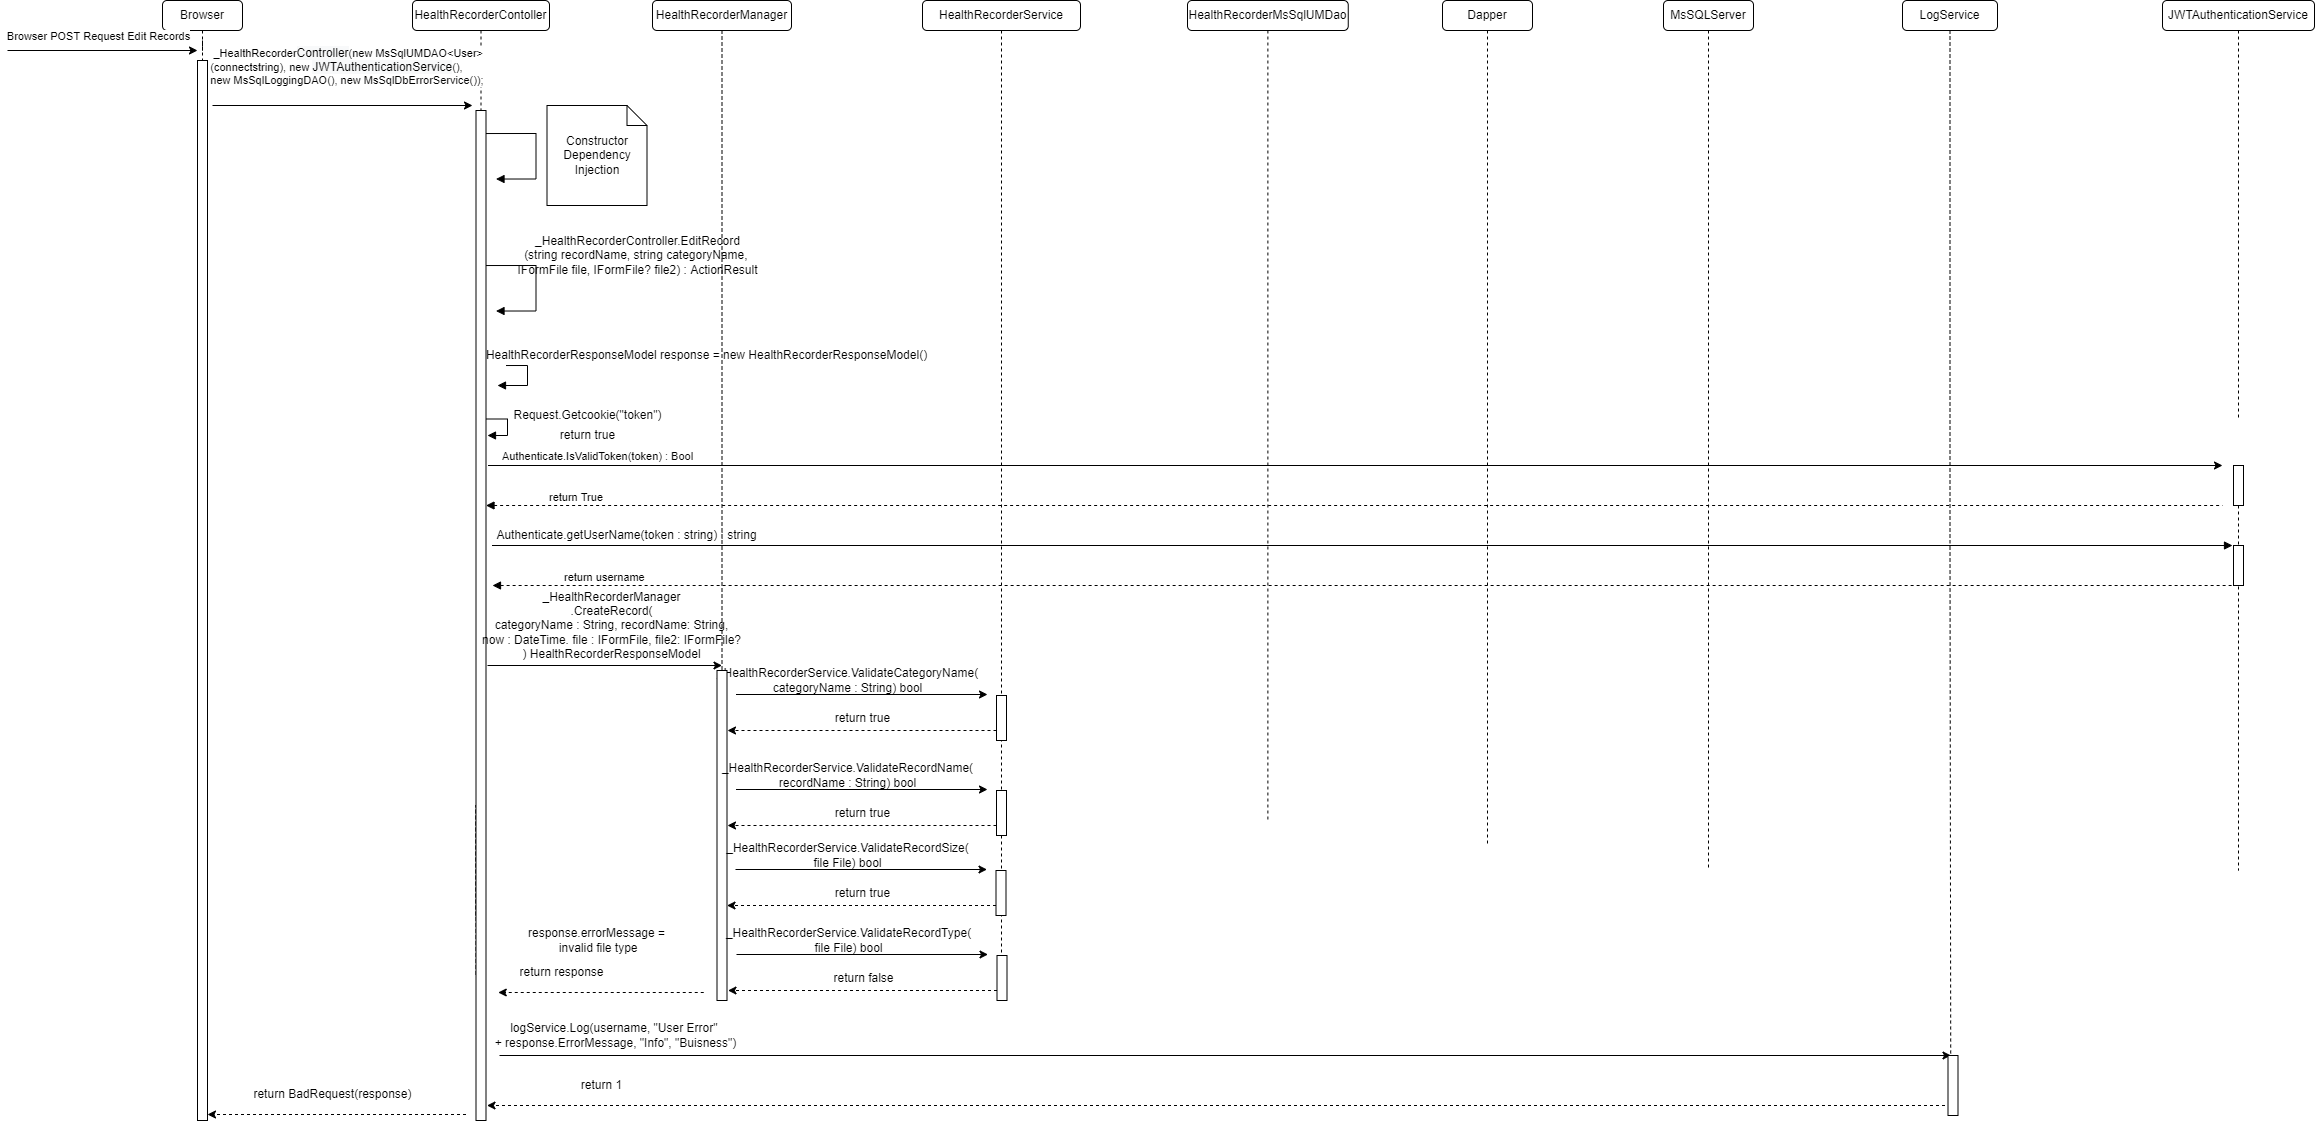 Browser
HealthRecorderContoller
HealthRecorderManager
HealthRecorderService
HealthRecorderMsSqlUMDao
Dapper
MsSQLServer
LogService
JWTAuthenticationService
Browser POST Request Edit Records
_HealthRecorderController(new MsSqlUMDAO<User>
(connectstring), new JWTAuthenticationService(),
new MsSqlLoggingDAO(), new MsSqlDbErrorService());
Constructor
Dependency
Injection
_HealthRecorderController.EditRecord
(string recordName, string categoryName,
IFormFile file, IFormFile? file2) : ActionResult
HealthRecorderResponseModel response = new HealthRecorderResponseModel()
Request.Getcookie("token")
return true
Authenticate.IsValidToken(token) : Bool
return True
Authenticate.getUserName(token : string) : string
return username
_HealthRecorderManager
.CreateRecord(
categoryName : String, recordName: String,
now : DateTime. file : IFormFile, file2: IFormFile?
) HealthRecorderResponseModel
_HealthRecorderService.ValidateCategoryName(
categoryName : String) bool
return true
_HealthRecorderService.ValidateRecordName(
recordName : String) bool
return true
_HealthRecorderService.ValidateRecordSize(
file File) bool
return true
response.errorMessage =
invalid file type
_HealthRecorderService.ValidateRecordType(
file File) bool
return response
return false
logService.Log(username, "User Error"
+ response.ErrorMessage, "Info", "Buisness")
return 1
return BadRequest(response)